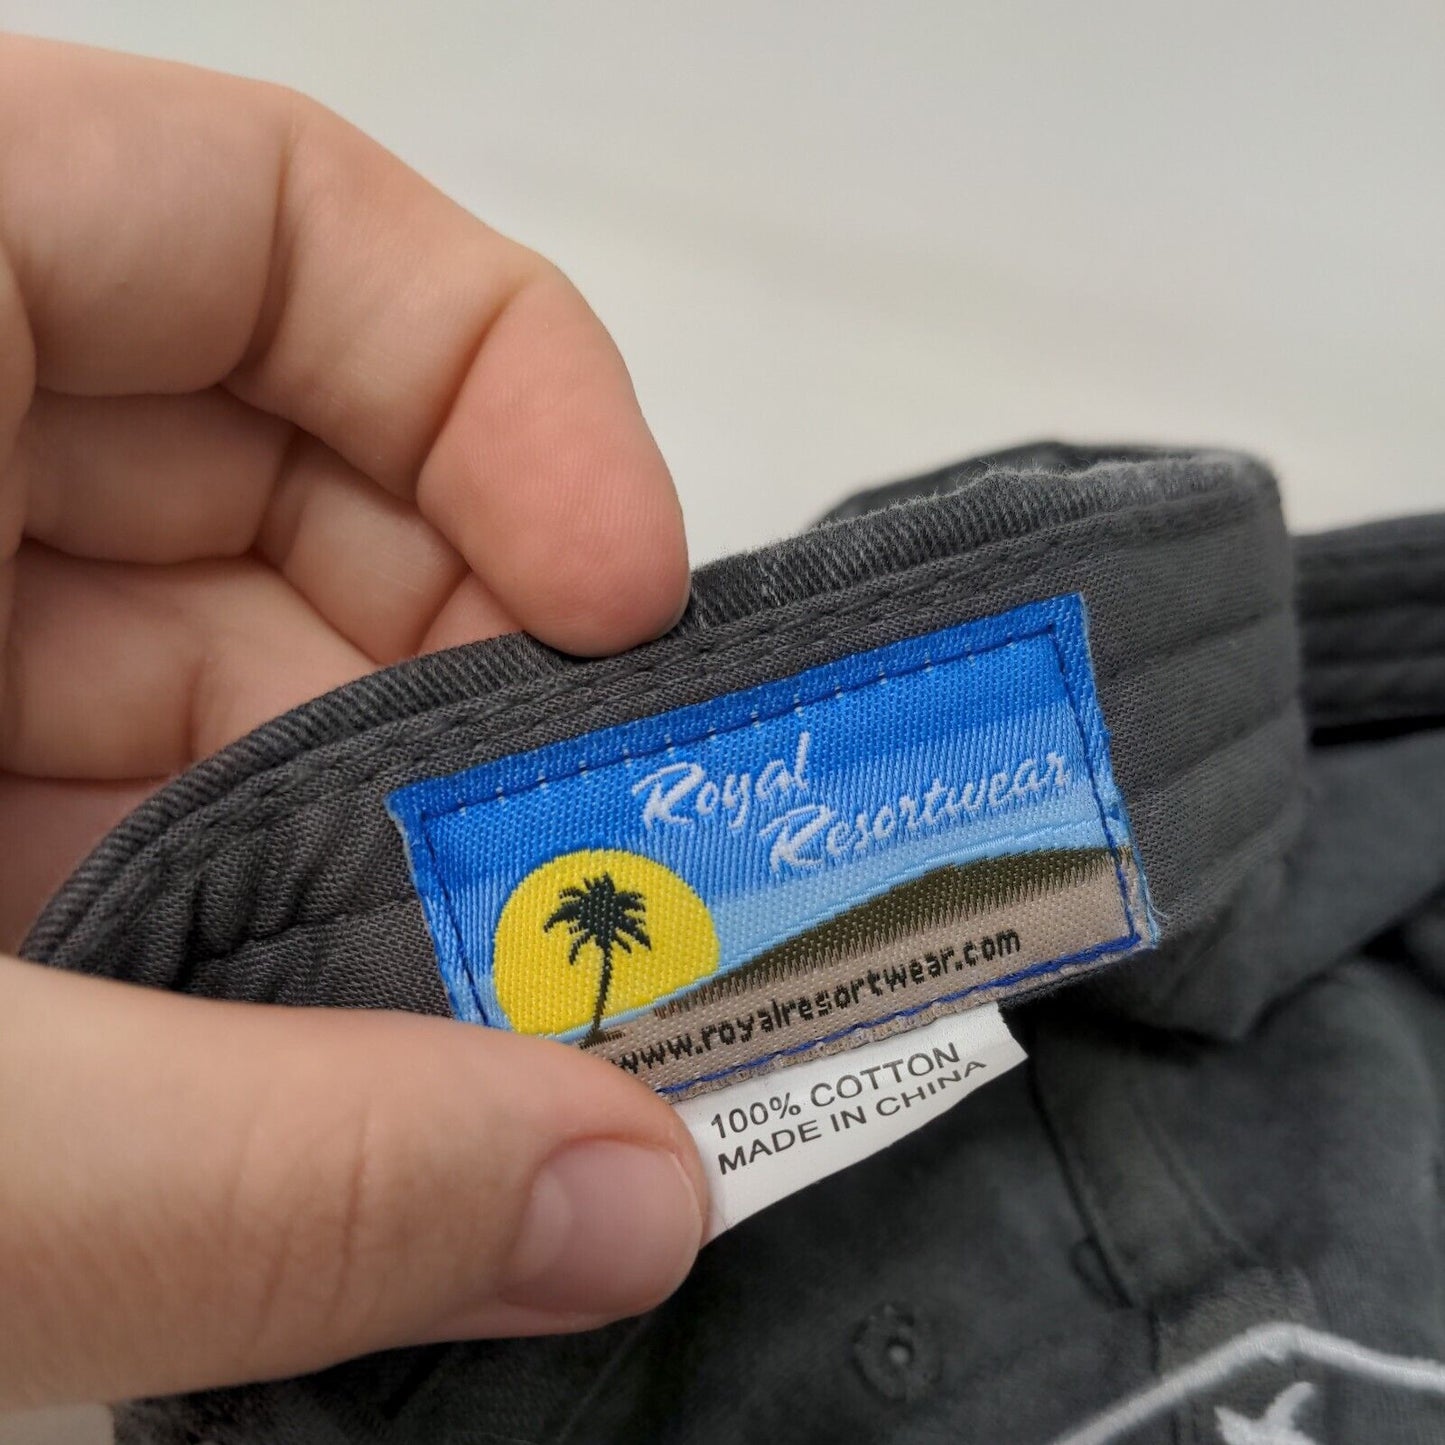 Royal
Resortwear
www.royalresortwear.com
100% COTTON
MADE IN CHINA